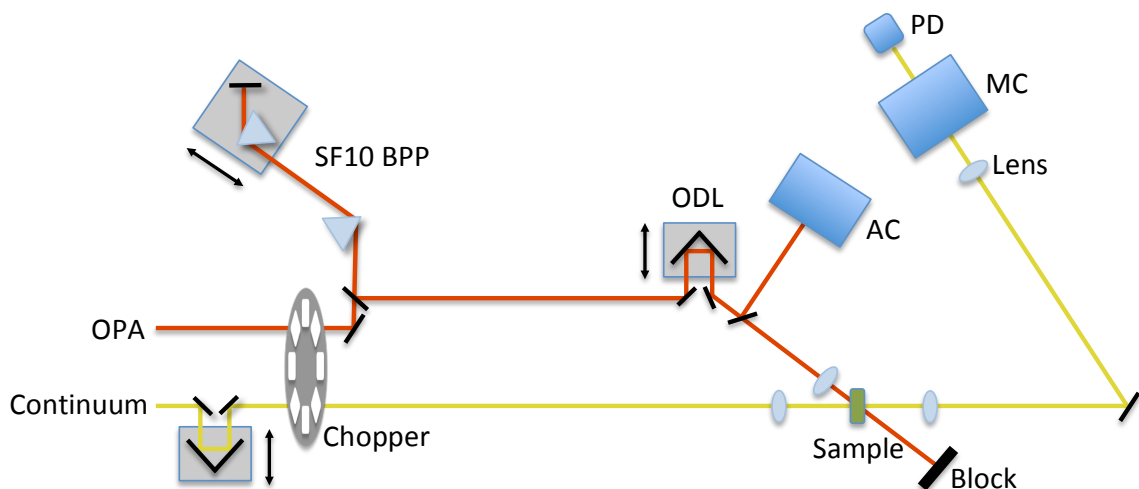 PD
MC
SF10 BPP
Lens
ODL
AC
OPA
Continuum
Chopper
Sample
Block